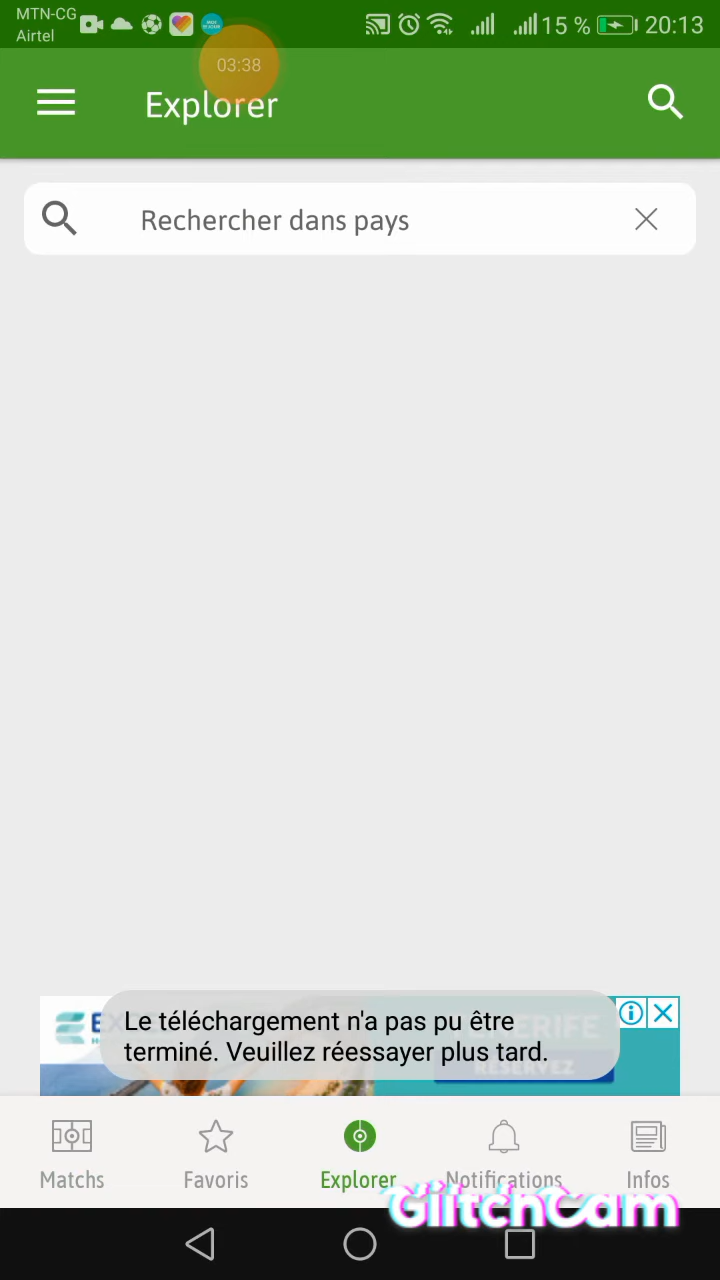 MTN-CG
Airtel
15 %
20:13
03:38
Explorer
Rechercher dans pays
Le téléchargement n'a pas pu être
terminé. Veuillez réessayer plus tard.
RÉSERVEZ
Matchs
Favoris
Explorer
Notifications
Infos
GlitchCam